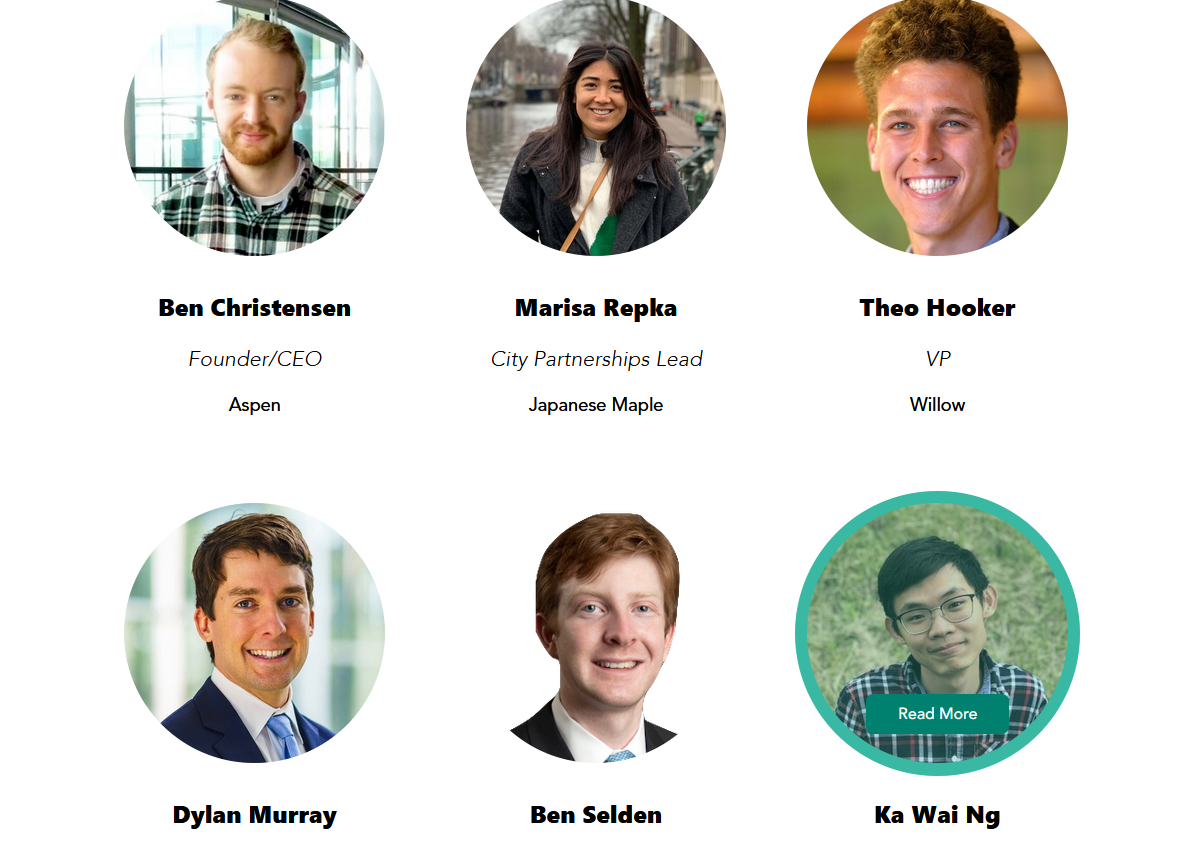 Ben Christensen
Marisa Repka
Theo Hooker
Founder/CEO
City Partnerships Lead
VP
Aspen
Japanese Maple
Willow
Read More
Dylan Murray
Ben Selden
Ka Wai Ng